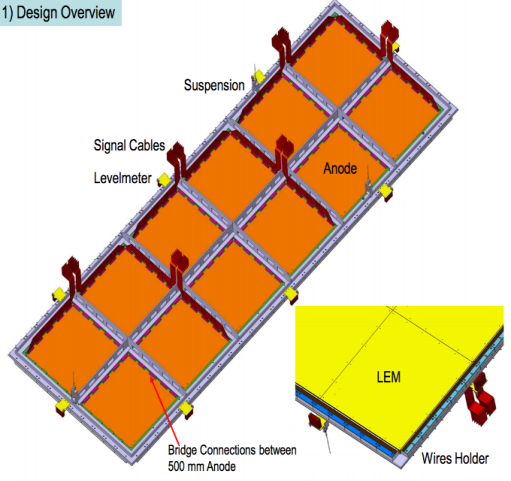 1) Design Overview
Suspension
Signal Cables
Levelmeter
Anode
LEM
Bridge Connections between
500 mm Anode
Wires Holder